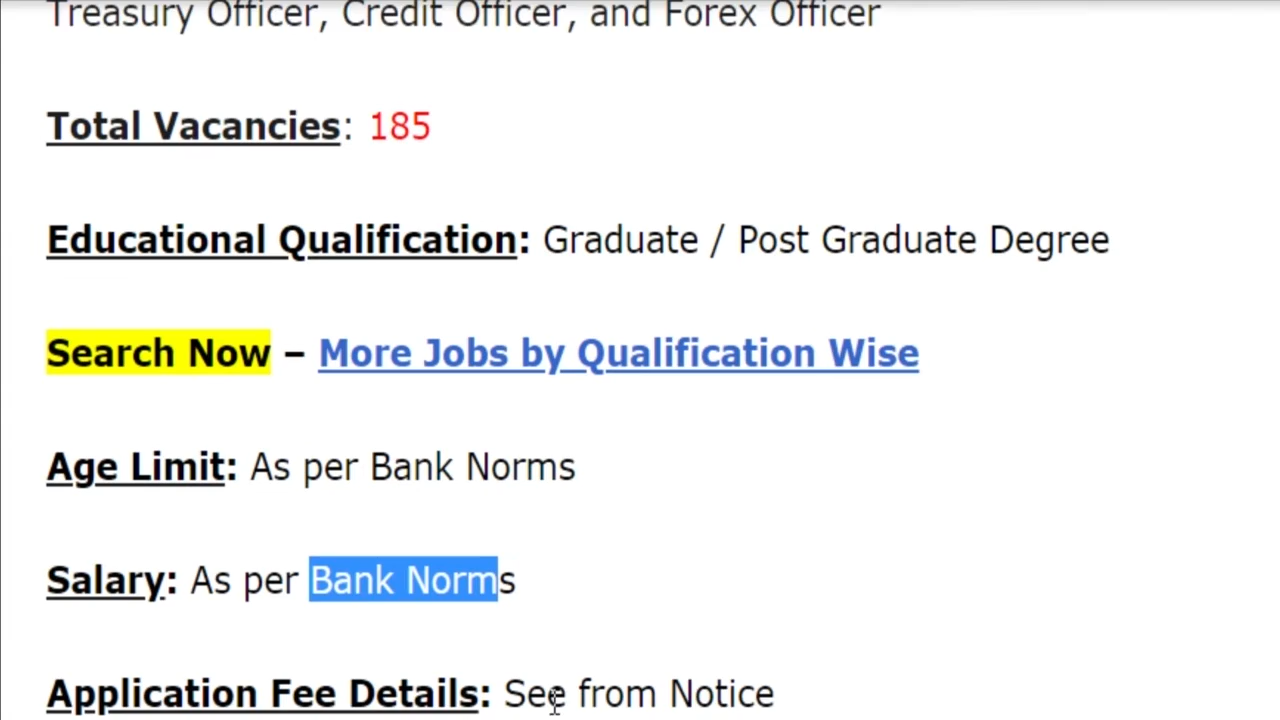 Treasury Officer, Credit Officer, and Forex Officer
Total Vacancies: 185
Educational Qualification: Graduate / Post Graduate Degree
Search Now – More Jobs by Qualification Wise
Age Limit: As per Bank Norms
Salary: As per Bank Norms
Application Fee Details: See from Notice